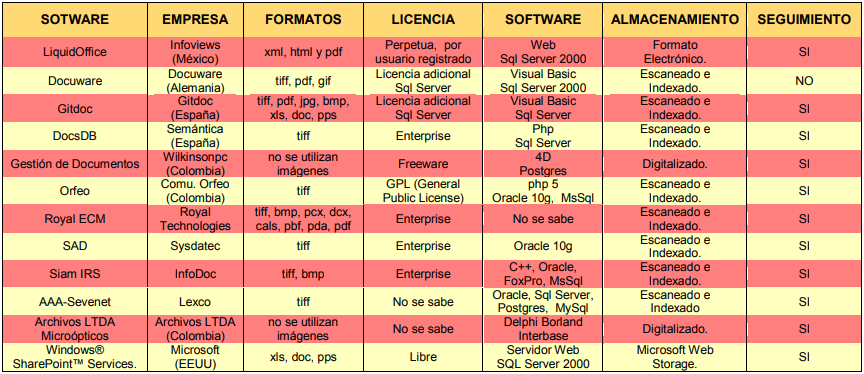 SOTWARE EMPRESA FORMATOS LICENCIA SOFTWARE ALMACENAMIENTO SEGUIMIENTO
LiquidOffice Infoviews (México) xml, html y pdf Perpetua, por usuario registrado Web Sql Server 2000 Formato Electrónico. SI
Docuware Docuware (Alemania) tiff, pdf, gif Licencia adicional Sql Server Visual Basic Sql Server 2000 Escaneado e Indexado. NO
Gitdoc Gitdoc (España) tiff, pdf, jpg, bmp, xls, doc, pps Licencia adicional Sql Server Visual Basic Sql Server Escaneado e Indexado. SI
DocsDB Semántica (España) tiff Enterprise Php Sql Server Escaneado e Indexado. SI
Gestión de Documentos Wilkinsonpc (Colombia) no se utilizan imágenes Freeware 4D Postgres Digitalizado. SI
Orfeo Comu. Orfeo (Colombia) tiff GPL (General Public License) php 5 Oracle 10g, MsSql Escaneado e Indexado. SI
Royal ECM Royal Technologies tiff, bmp, pcx, dcx, cals, pbf, pda, pdf Enterprise No se sabe Escaneado e Indexado. SI
SAD Sysdatec tiff Enterprise Oracle 10g Escaneado e Indexado. SI
Siam IRS InfoDoc tiff, bmp Enterprise C++, Oracle, FoxPro, MsSql Escaneado e Indexado. SI
AAA-Sevenet Lexco tiff No se sabe Oracle, Sql Server, Postgres, MySql Escaneado e Indexado SI
Archivos LTDA Microópticos Archivos LTDA (Colombia) no se utilizan imágenes No se sabe Delphi Borland Interbase Digitalizado. SI
Windows® SharePoint™ Services. Microsoft (EEUU) xls, doc, pps Libre Servidor Web SQL Server 2000 Microsoft Web Storage. SI